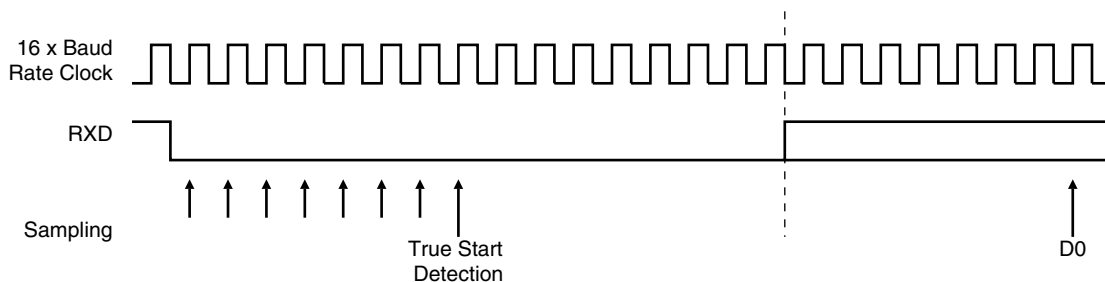 16 x Baud
Rate Clock
RXD
Sampling
True Start
Detection
D0